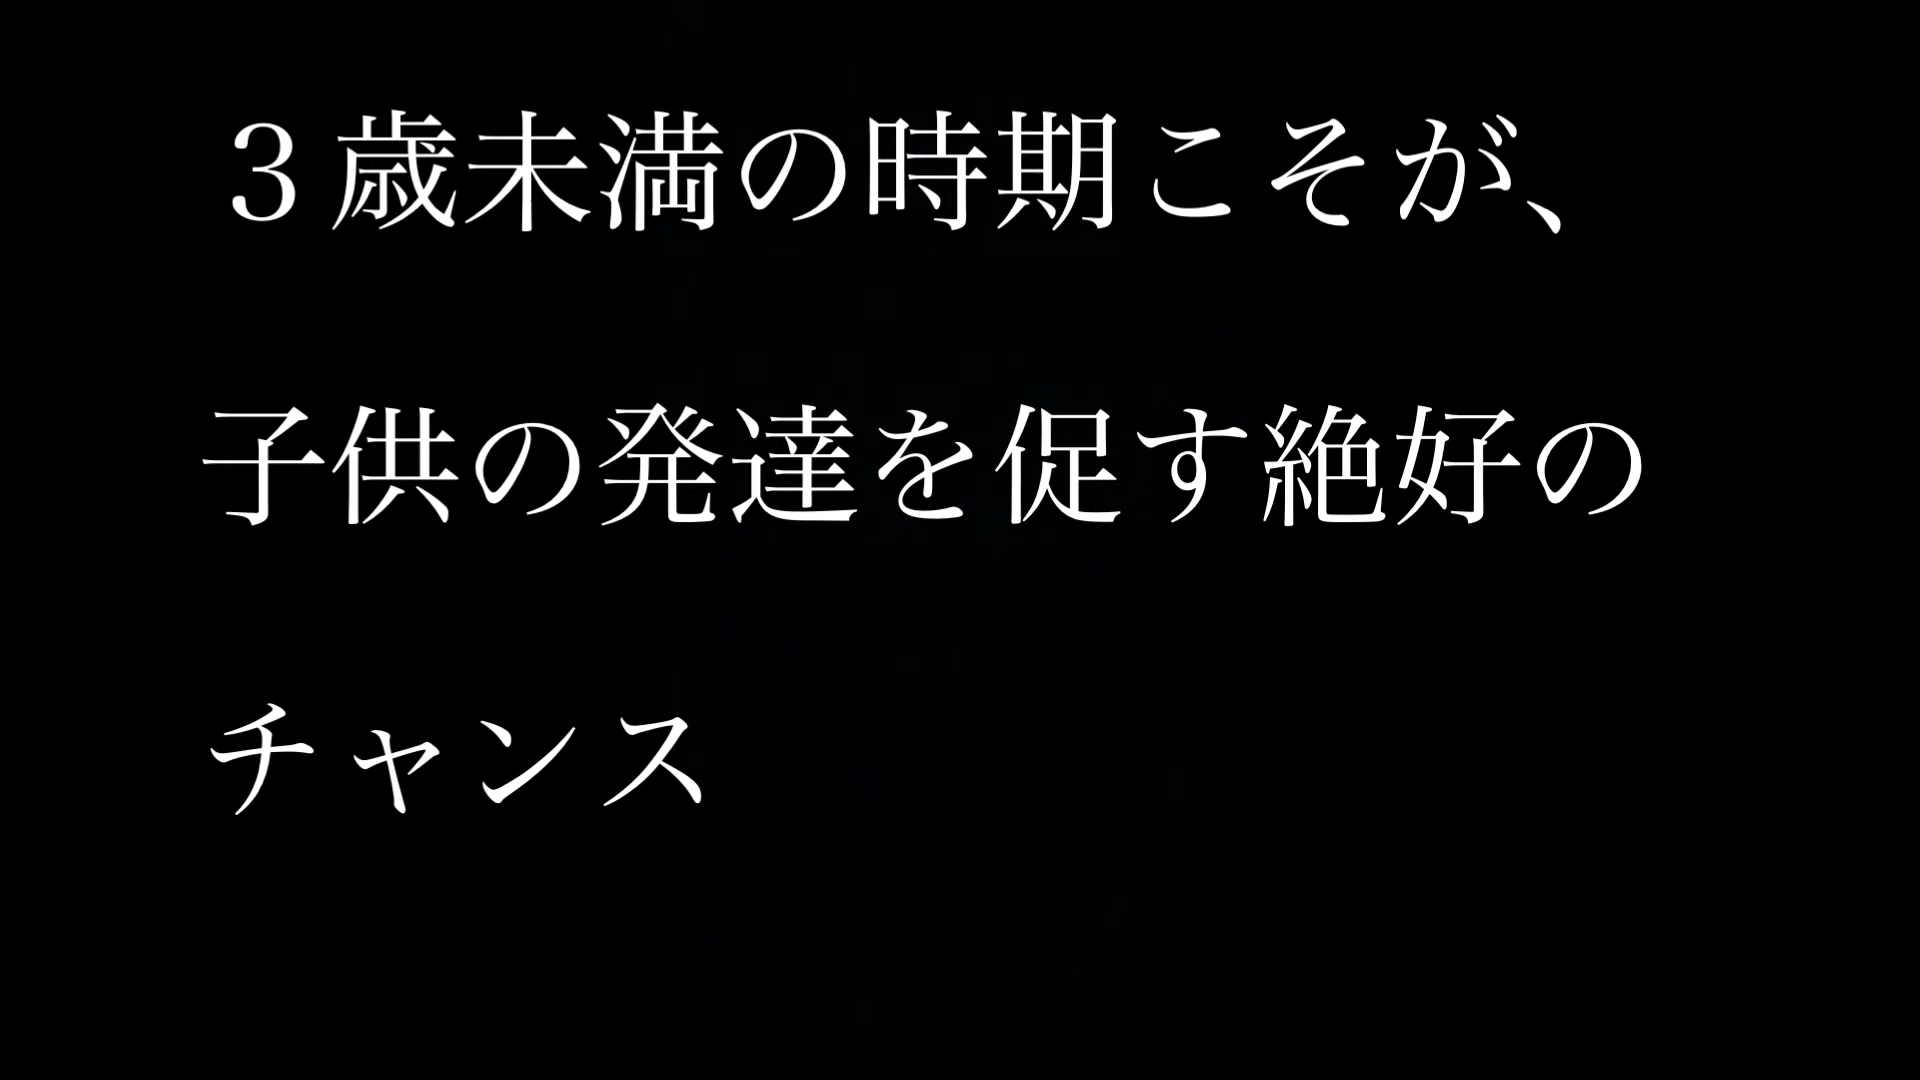 ３歳未満の時期こそが、
子供の発達を促す絶好の
チャンス